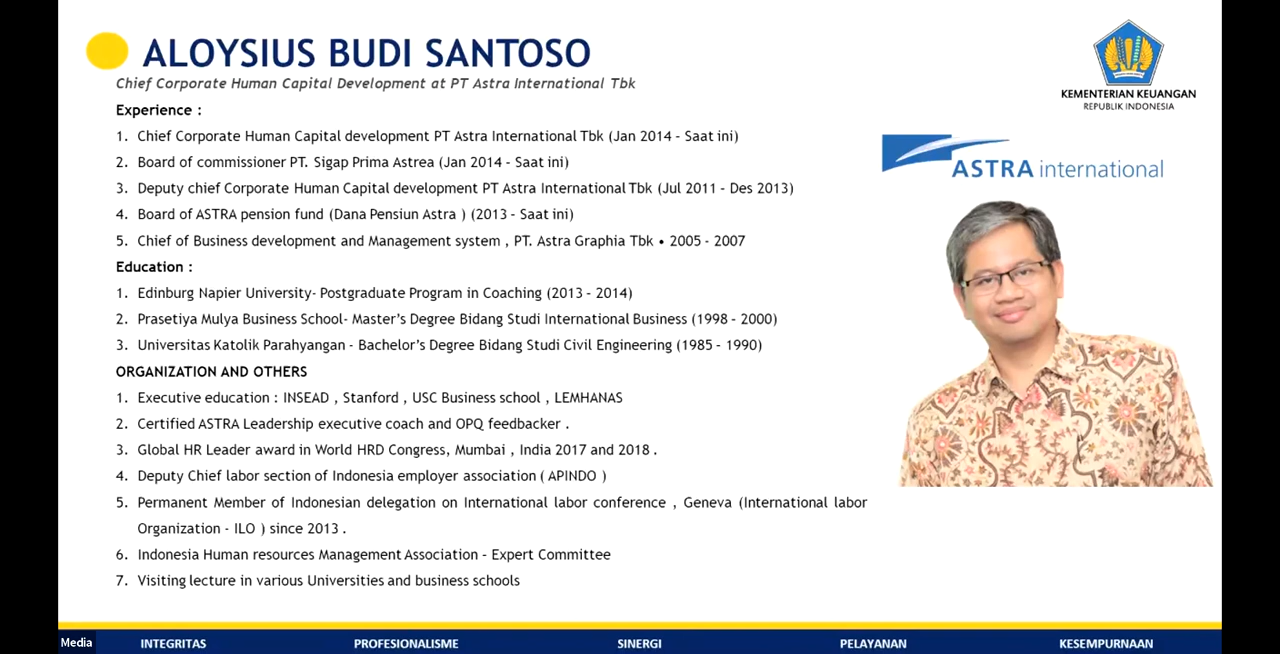 ALOYSIUS BUDI SANTOSO
Chief Corporate Human Capital Development at PT Astra International Tbk
KEMENTERIAN KEUANGAN
REPUBLIK INDONESIA
ASTRA international
Experience :
1. Chief Corporate Human Capital development PT Astra International Tbk (Jan 2014 – Saat ini)
2. Board of commissioner PT. Sigap Prima Astrea (Jan 2014 – Saat ini)
3. Deputy chief Corporate Human Capital development PT Astra International Tbk (Jul 2011 – Des 2013)
4. Board of ASTRA pension fund (Dana Pensiun Astra ) (2013 – Saat ini)
5. Chief of Business development and Management system , PT. Astra Graphia Tbk • 2005 - 2007
Education :
1. Edinburg Napier University- Postgraduate Program in Coaching (2013 – 2014)
2. Prasetiya Mulya Business School- Master’s Degree Bidang Studi International Business (1998 – 2000)
3. Universitas Katolik Parahyangan - Bachelor’s Degree Bidang Studi Civil Engineering (1985 – 1990)
ORGANIZATION AND OTHERS
1. Executive education : INSEAD , Stanford , USC Business school , LEMHANAS
2. Certified ASTRA Leadership executive coach and OPQ feedbacker .
3. Global HR Leader award in World HRD Congress, Mumbai , India 2017 and 2018 .
4. Deputy Chief labor section of Indonesia employer association ( APINDO )
5. Permanent Member of Indonesian delegation on International labor conference , Geneva (International labor
Organization - ILO ) since 2013 .
6. Indonesia Human resources Management Association – Expert Committee
7. Visiting lecture in various Universities and business schools
Media
INTEGRITAS PROFESIONALISME SINERGI PELAYANAN KESEMPURNAAN